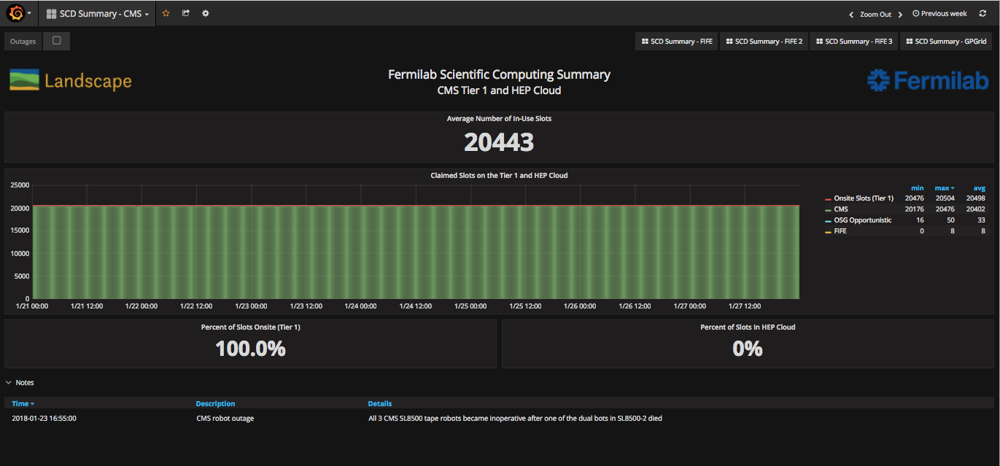 SCD Summary - CMS
Zoom Out
Previous week
Outages
SCD Summary - FIFE
SCD Summary - FIFE 2
SCD Summary - FIFE 3
SCD Summary - GPGrid
Landscape
Fermilab Scientific Computing Summary
CMS Tier 1 and HEP Cloud
Fermilab
Average Number of In-Use Slots
20443
Claimed Slots on the Tier 1 and HEP Cloud
25000
20000
15000
10000
5000
0
1/21 00:00 1/21 12:00 1/22 00:00 1/22 12:00 1/23 00:00 1/23 12:00 1/24 00:00 1/24 12:00 1/25 00:00 1/25 12:00 1/26 00:00 1/26 12:00 1/27 00:00 1/27 12:00
min max avg
Onsite Slots (Tier 1) 20476 20504 20498
CMS 20176 20476 20402
OSG Opportunistic 16 50 33
FIFE 0 8 8
Percent of Slots Onsite (Tier 1)
100.0%
Percent of Slots In HEP Cloud
0%
Notes
Time Description Details
2018-01-23 16:55:00 CMS robot outage All 3 CMS SL8500 tape robots became inoperative after one of the dual bots in SL8500-2 died